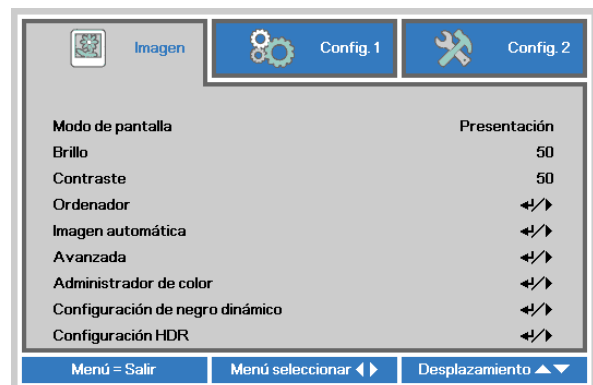 Imagen Config. 1 Config. 2
Modo de pantalla Presentación
Brillo 50
Contraste 50
Ordenador ↵/▶
Imagen automática ↵/▶
Avanzada ↵/▶
Administrador de color ↵/▶
Configuración de negro dinámico ↵/▶
Configuración HDR ↵/▶
Menú = Salir Menú seleccionar ◀▶ Desplazamiento ▲▼